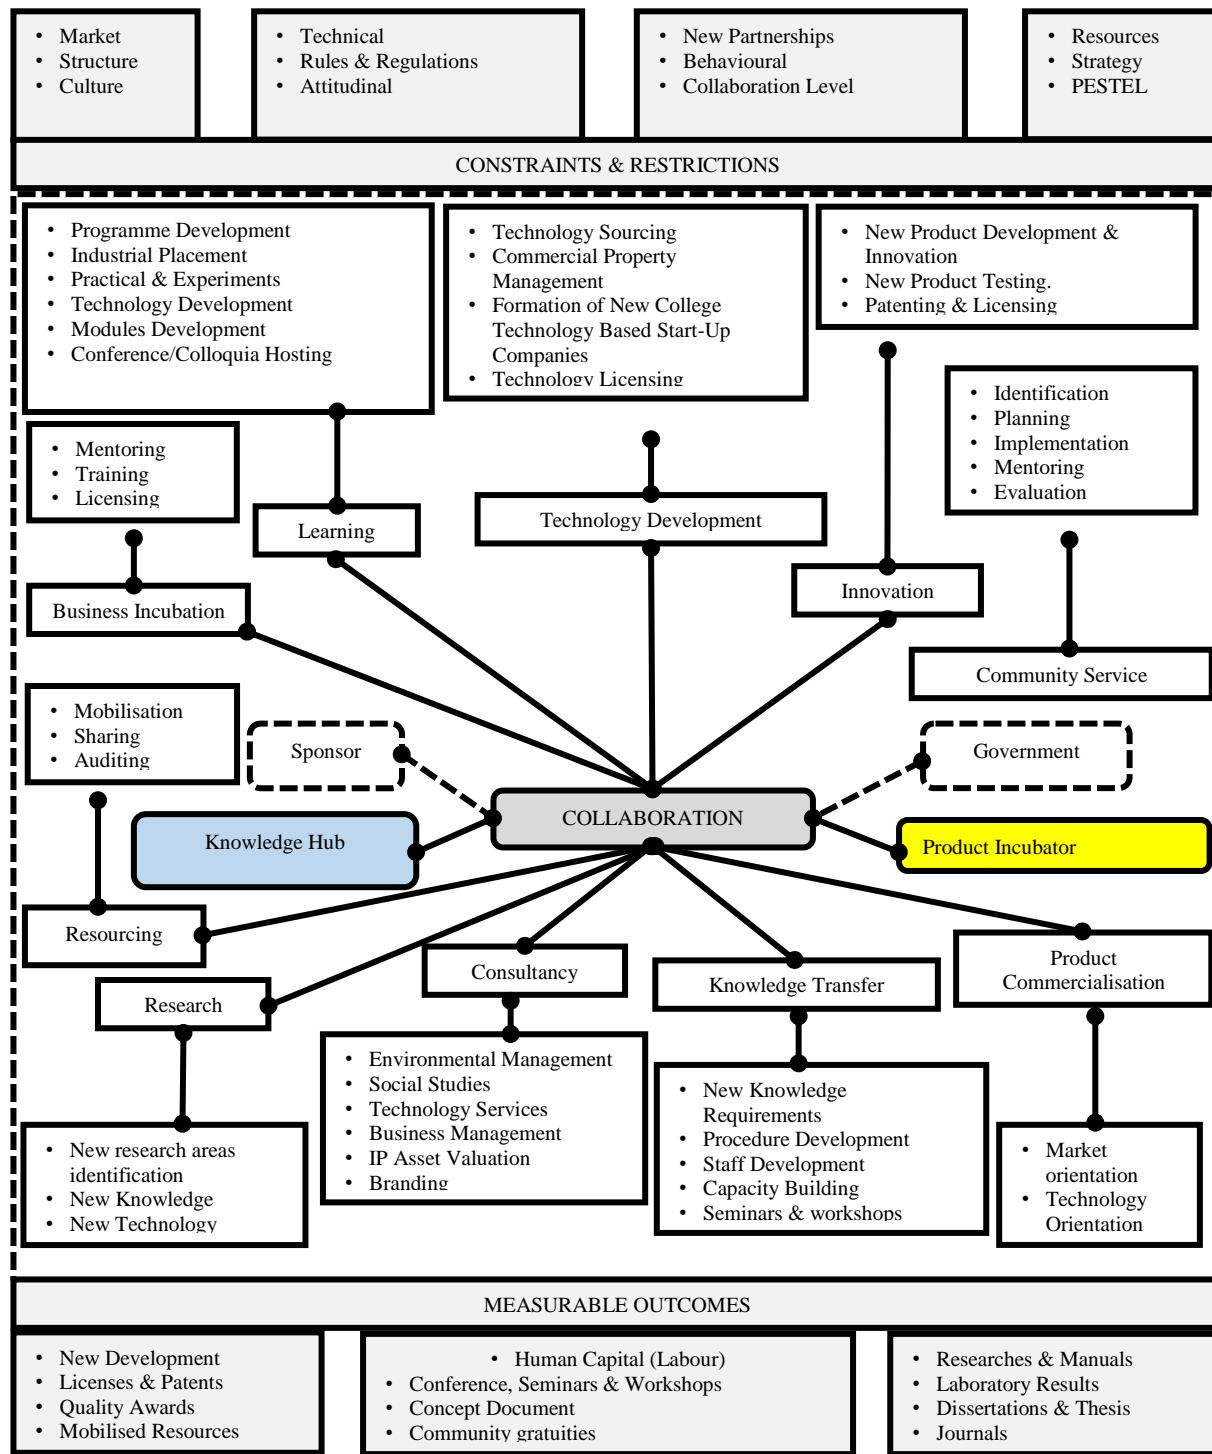 • Market
• Structure
• Culture
• Technical
• Rules & Regulations
• Attitudinal
• New Partnerships
• Behavioural
• Collaboration Level
• Resources
• Strategy
• PESTEL
CONSTRAINTS & RESTRICTIONS
• Programme Development
• Industrial Placement
• Practical & Experiments
• Technology Development
• Modules Development
• Conference/Colloquia Hosting
• Technology Sourcing
• Commercial Property
Management
• Formation of New College
Technology Based Start-Up
Companies
• Technology Licensing
• New Product Development &
Innovation
• New Product Testing.
• Patenting & Licensing
• Identification
• Planning
• Implementation
• Mentoring
• Evaluation
• Mentoring
• Training
• Licensing
Learning
Technology Development
Innovation
Business Incubation
Community Service
• Mobilisation
• Sharing
• Auditing
Sponsor
Government
COLLABORATION
Knowledge Hub
Product Incubator
Resourcing
Research
Consultancy
Knowledge Transfer
Product
Commercialisation
• New research areas
identification
• New Knowledge
• New Technology
• Environmental Management
• Social Studies
• Technology Services
• Business Management
• IP Asset Valuation
• Branding
• New Knowledge
Requirements
• Procedure Development
• Staff Development
• Capacity Building
• Seminars & workshops
• Market
orientation
• Technology
Orientation
MEASURABLE OUTCOMES
• New Development
• Licenses & Patents
• Quality Awards
• Mobilised Resources
• Human Capital (Labour)
• Conference, Seminars & Workshops
• Concept Document
• Community gratuities
• Researches & Manuals
• Laboratory Results
• Dissertations & Thesis
• Journals